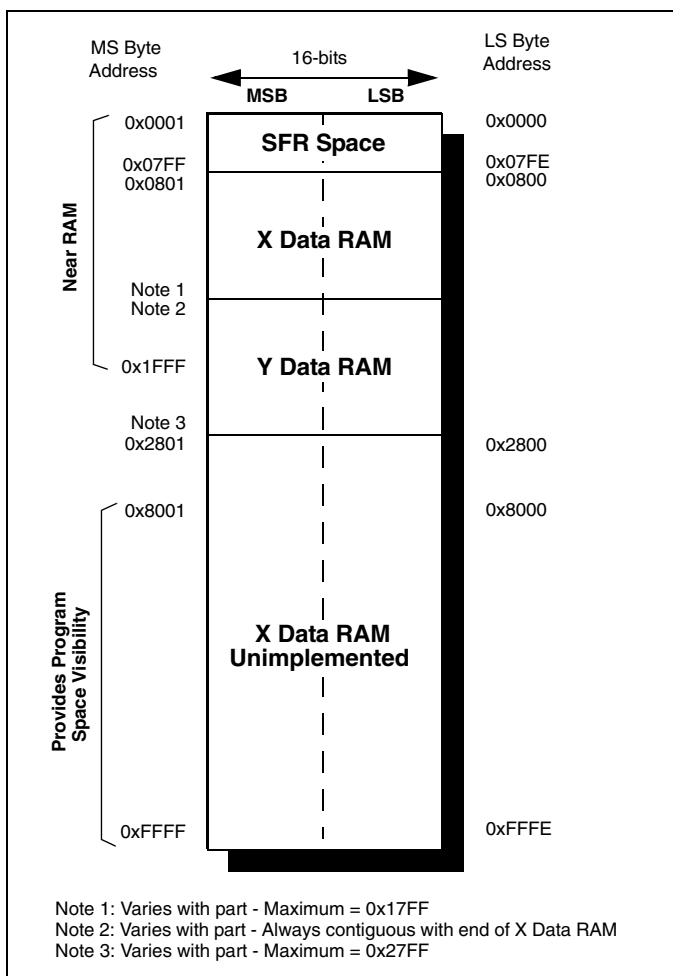 MS Byte
Address
16-bits
LS Byte
Address
MSB
LSB
0x0001
0x0000
SFR Space
0x07FF
0x07FE
0x0801
0x0800
Near RAM
X Data RAM
Note 1
Note 2
0x1FFF
Y Data RAM
Note 3
0x2801
0x2800
0x8001
0x8000
Provides Program
Space Visibility
X Data RAM
Unimplemented
0xFFFF
0xFFFE
Note 1: Varies with part - Maximum = 0x17FF
Note 2: Varies with part - Always contiguous with end of X Data RAM
Note 3: Varies with part - Maximum = 0x27FF